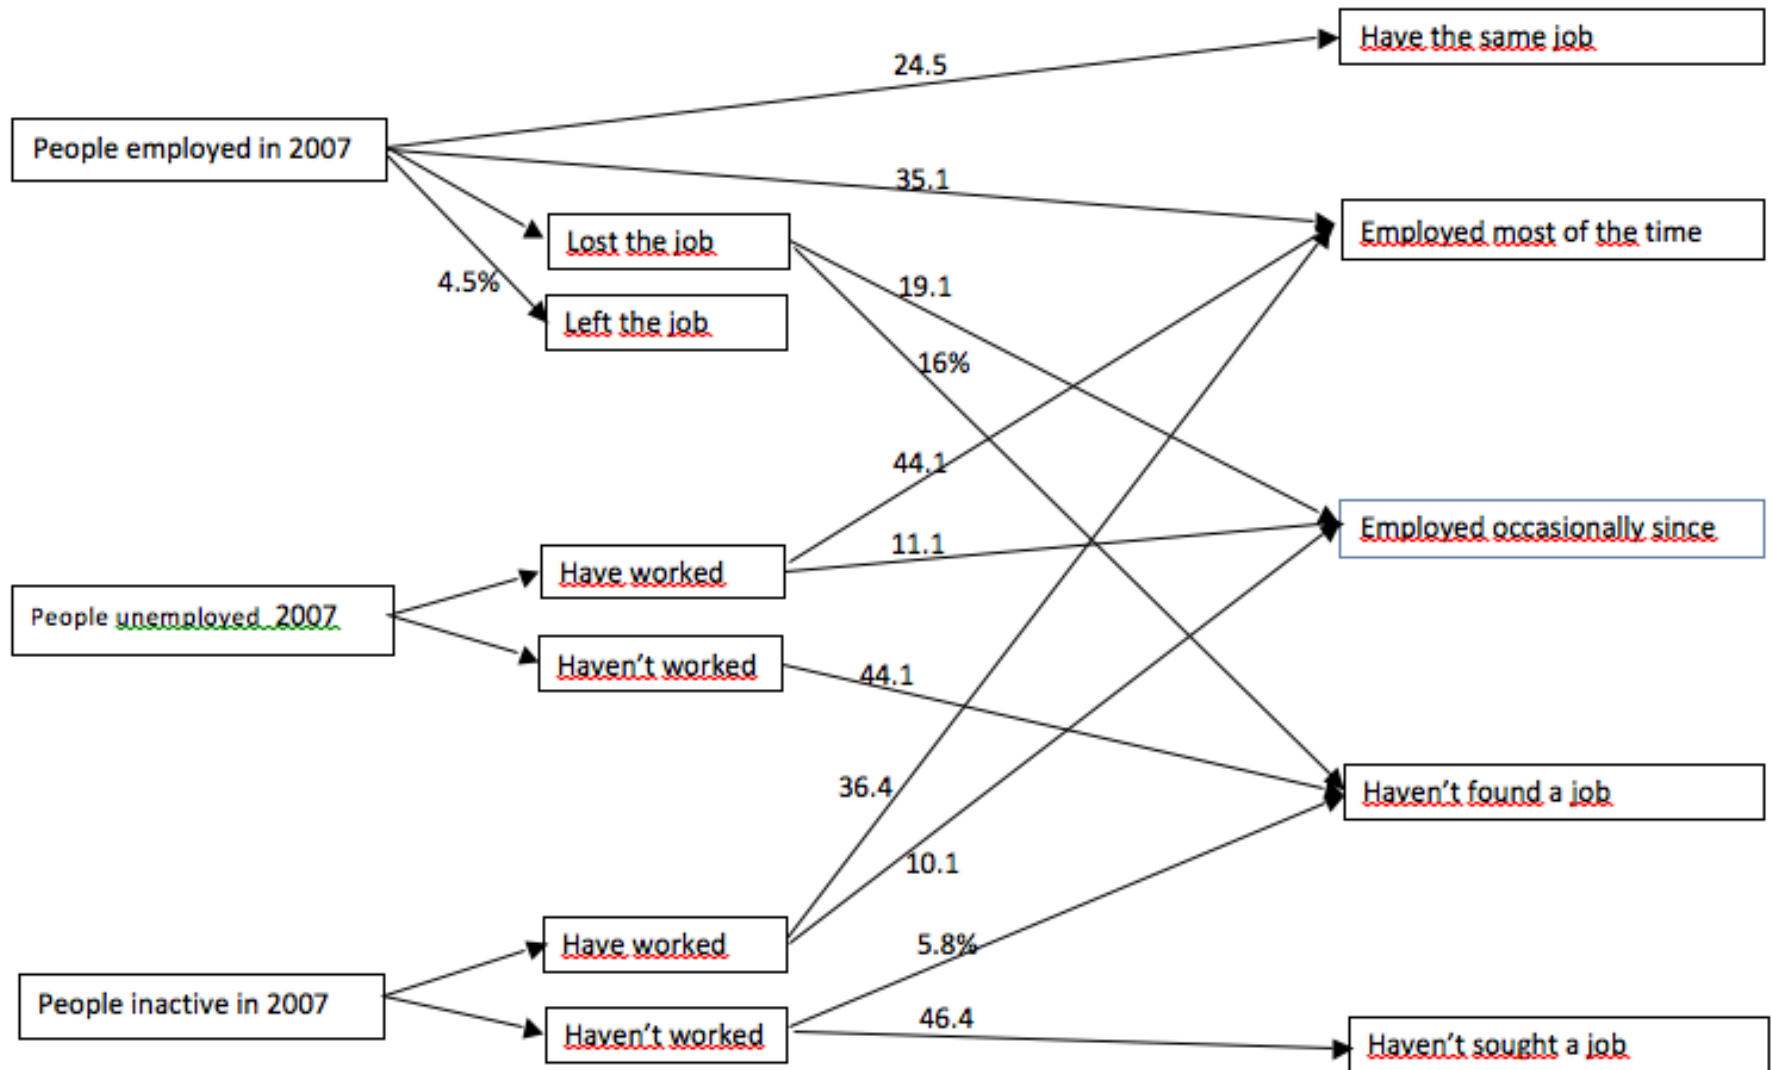 Have the same job
24.5
People employed in 2007
35.1
Employed most of the time
Lost the job
4.5%
19.1
Left the job
16%
44.1
Employed occasionally since
11.1
Have worked
People unemployed 2007
Haven't worked
44.1
36.4
Haven't found a job
10.1
Have worked
5.8%
People inactive in 2007
46.4
Haven't worked
Haven't sought a job